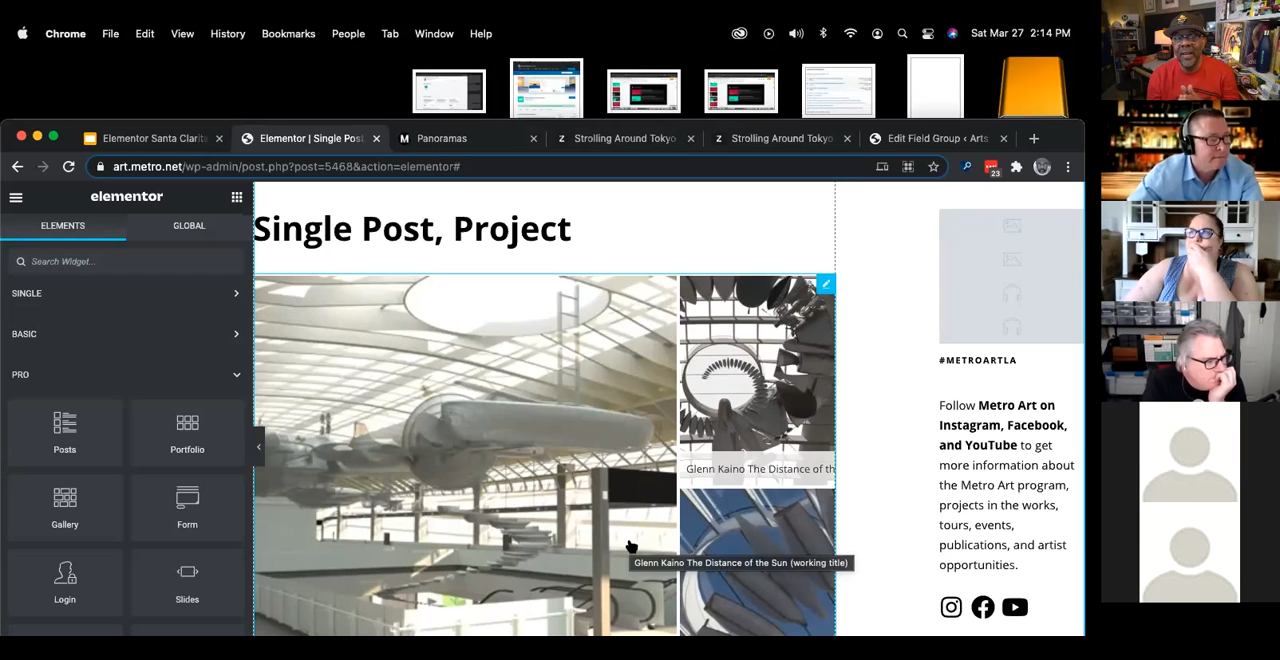 Chrome File Edit View History Bookmarks People Tab Window Help Sat Mar 27 2:14 PM
Elementor Santa Clarita Elementor | Single Post, Panoramas Strolling Around Tokyo Strolling Around Tokyo Edit Field Group ‹ Arts
art.metro.net/wp-admin/post.php?post=5468&action=elementor#
23
elementor
ELEMENTS GLOBAL
Search Widget...
SINGLE
BASIC
PRO
Posts Portfolio
Gallery Form
Login Slides
Single Post, Project
Glenn Kaino The Distance of th
Glenn Kaino The Distance of the Sun (working title)
#METROARTLA
Follow Metro Art on
Instagram, Facebook,
and YouTube to get
more information about
the Metro Art program,
projects in the works,
tours, events,
publications, and artist
opportunities.